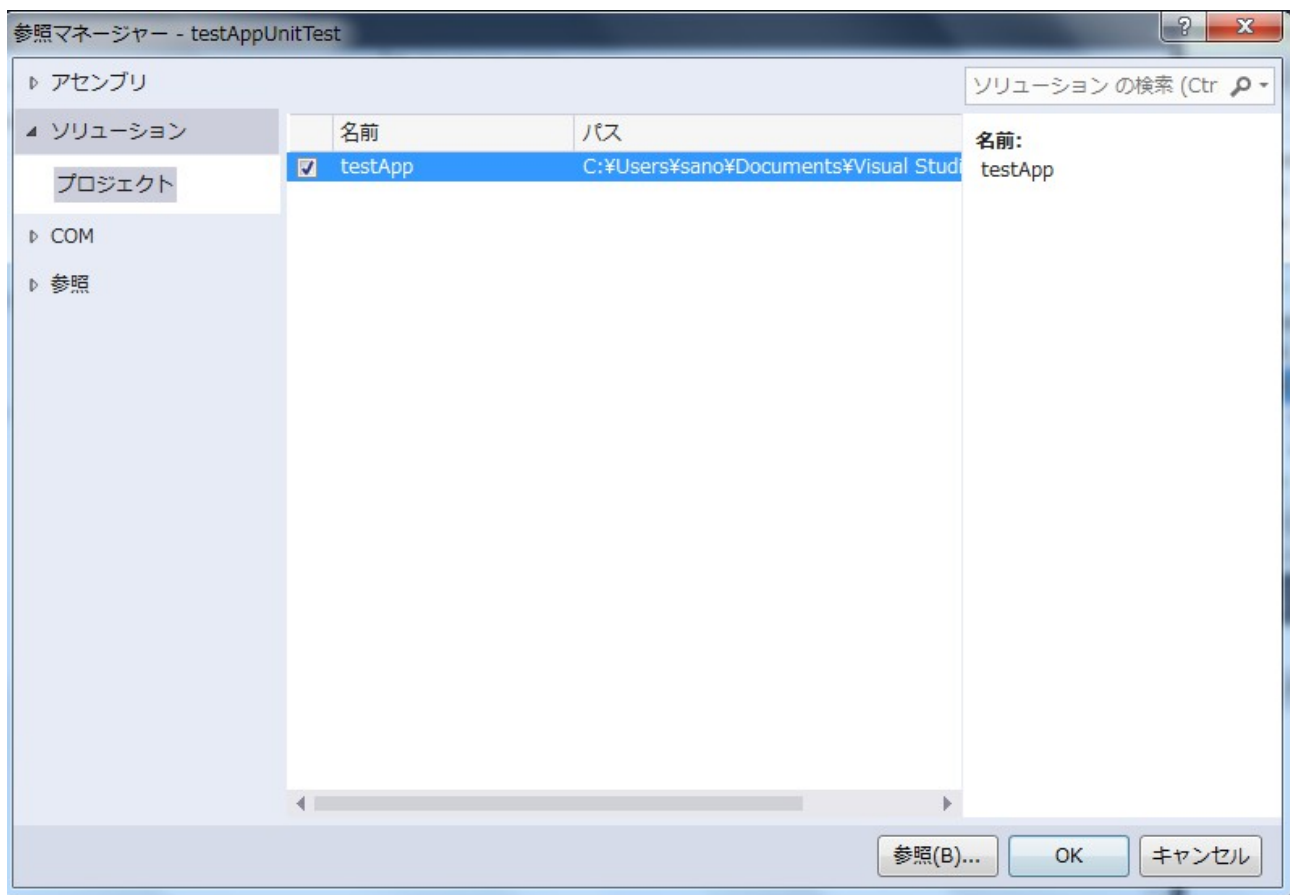 参照マネージャー - testAppUnitTest
アセンブリ
ソリューション の検索 (Ctr
ソリューション
プロジェクト
COM
参照
名前 パス
testApp C:¥Users¥sano¥Documents¥Visual Studi
名前:
testApp
参照(B)...
OK
キャンセル